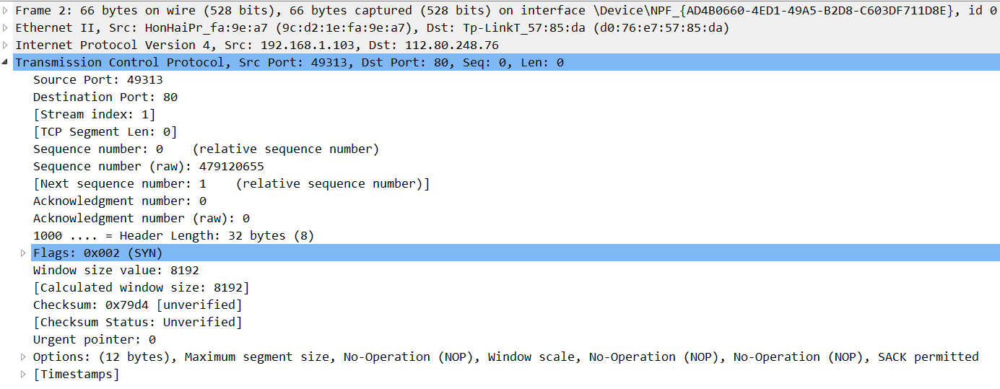 Frame 2: 66 bytes on wire (528 bits), 66 bytes captured (528 bits) on interface \Device\NPF_{AD4B0660-4ED1-49A5-B2D8-C603DF711D8E}, id 0
Ethernet II, Src: HonHaiPr_fa:9e:a7 (9c:d2:1e:fa:9e:a7), Dst: Tp-LinkT_57:85:da (d0:76:e7:57:85:da)
Internet Protocol Version 4, Src: 192.168.1.103, Dst: 112.80.248.76
Transmission Control Protocol, Src Port: 49313, Dst Port: 80, Seq: 0, Len: 0
Source Port: 49313
Destination Port: 80
[Stream index: 1]
[TCP Segment Len: 0]
Sequence number: 0    (relative sequence number)
Sequence number (raw): 479120655
[Next sequence number: 1    (relative sequence number)]
Acknowledgment number: 0
Acknowledgment number (raw): 0
1000 .... = Header Length: 32 bytes (8)
Flags: 0x002 (SYN)
Window size value: 8192
[Calculated window size: 8192]
Checksum: 0x79d4 [unverified]
[Checksum Status: Unverified]
Urgent pointer: 0
Options: (12 bytes), Maximum segment size, No-Operation (NOP), Window scale, No-Operation (NOP), No-Operation (NOP), SACK permitted
[Timestamps]